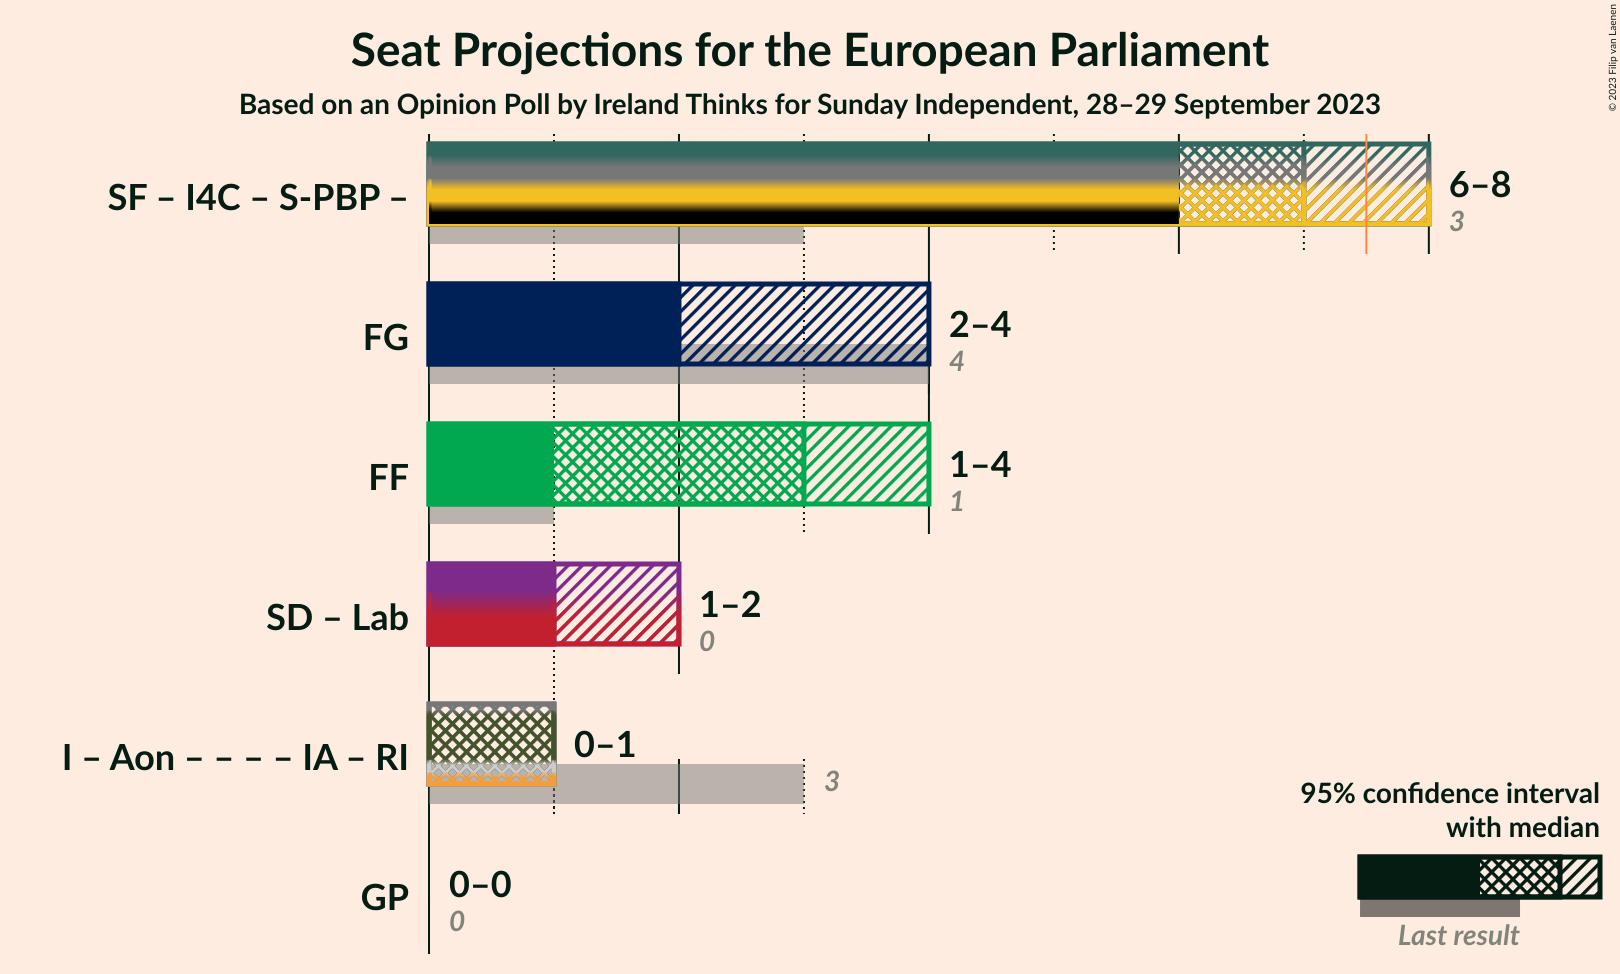 Seat Projections for the European Parliament
Based on an Opinion Poll by Ireland Thinks for Sunday Independent, 28–29 September 2023
© 2023 Filip van Laenen
SF – I4C – S-PBP –
6–8
3
FG
2–4
4
FF
1–4
1
SD – Lab
1–2
0
I – Aon – – – – IA – RI
0–1
3
GP
0–0
0
95% confidence interval
with median
Last result